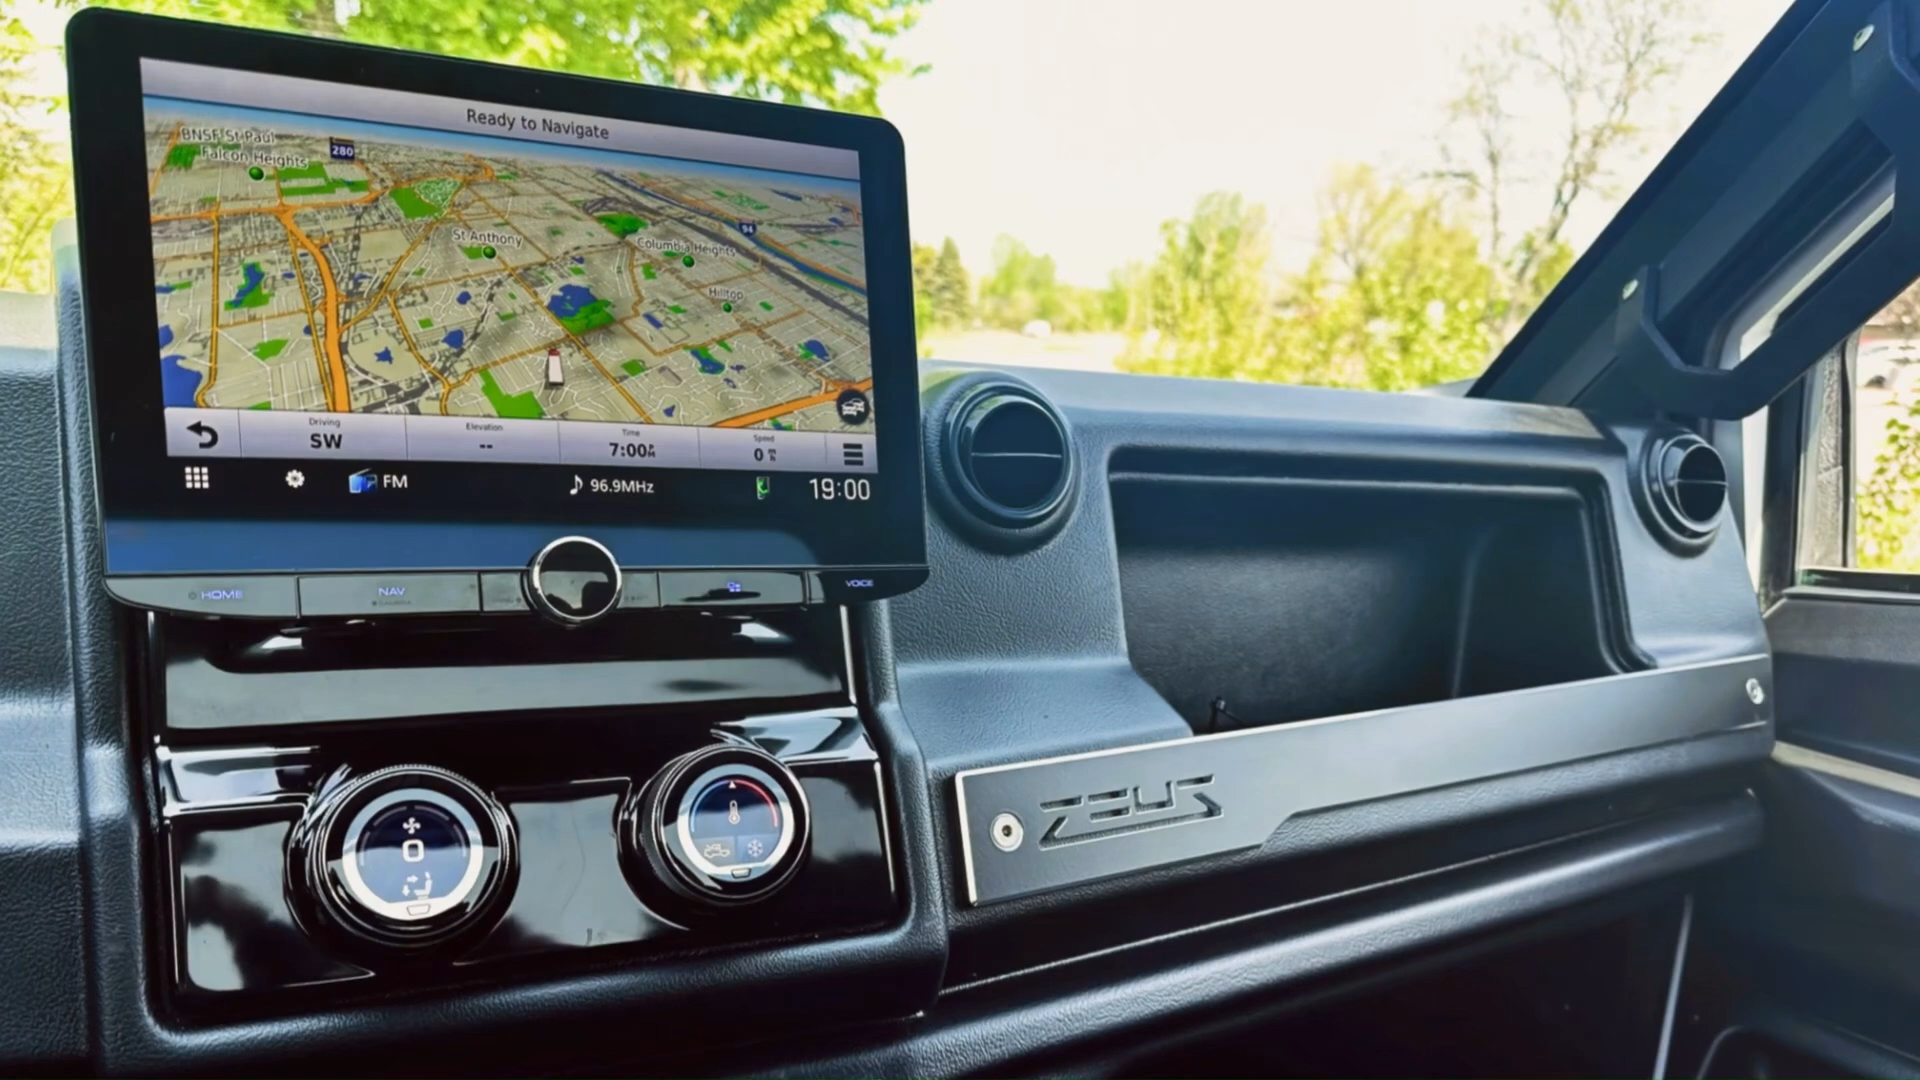 Ready to Navigate
BNSF St Paul
280
Falcon Heights
94
St Anthony
Columbia Heights
Hilltop
Driving
SW
Elevation
--
Time
7:00
Speed
0
FM
96.9MHz
19:00
HOME
NAV
VOICE
0
ZEUS